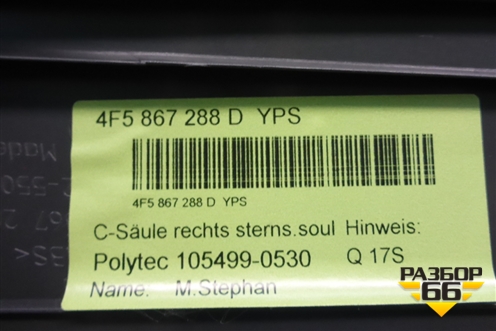 4F5 867 288 D YPS
4F5 867 288 D YPS
C-Säule rechts sterns.soul Hinweis:
Polytec 105499-0530 Q 17S
Name. M.Stephan
РАЗБОР
66